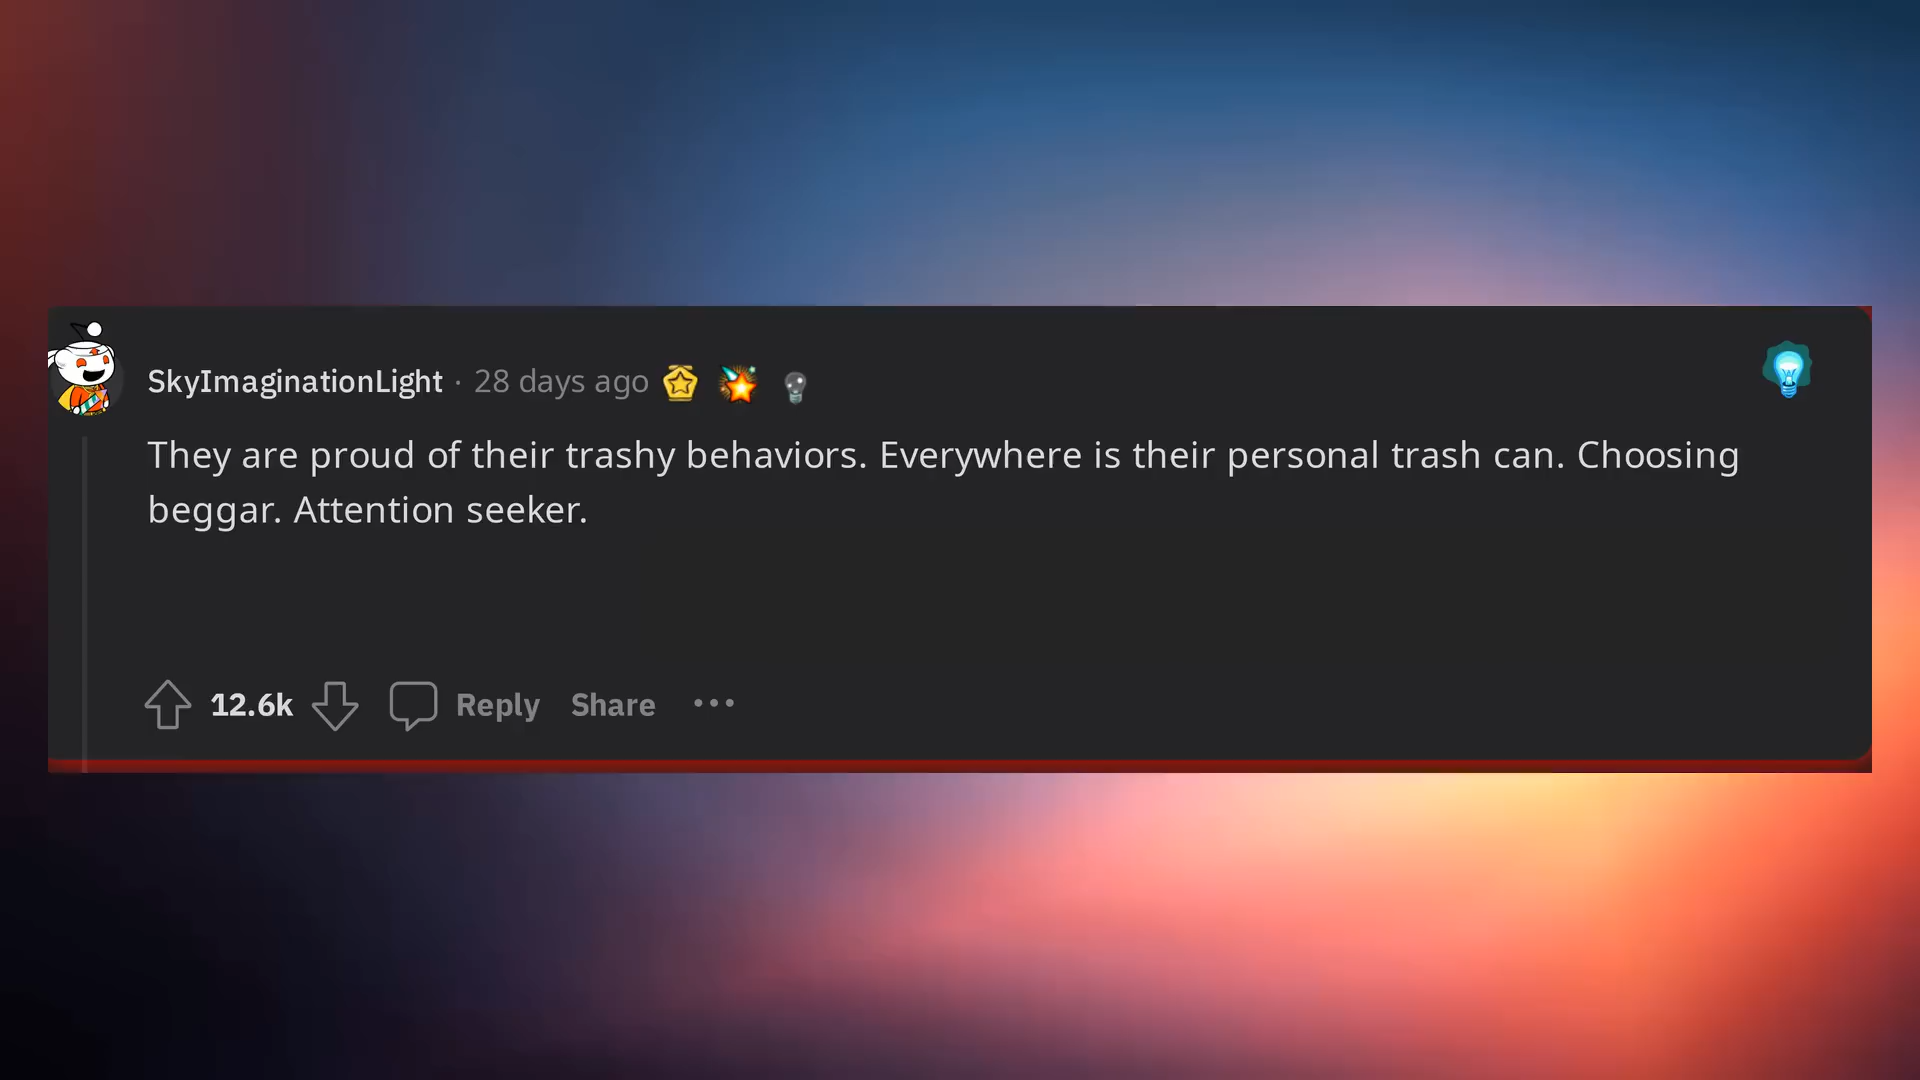 SkyImaginationLight · 28 days ago
They are proud of their trashy behaviors. Everywhere is their personal trash can. Choosing
beggar. Attention seeker.
12.6k Reply Share ···